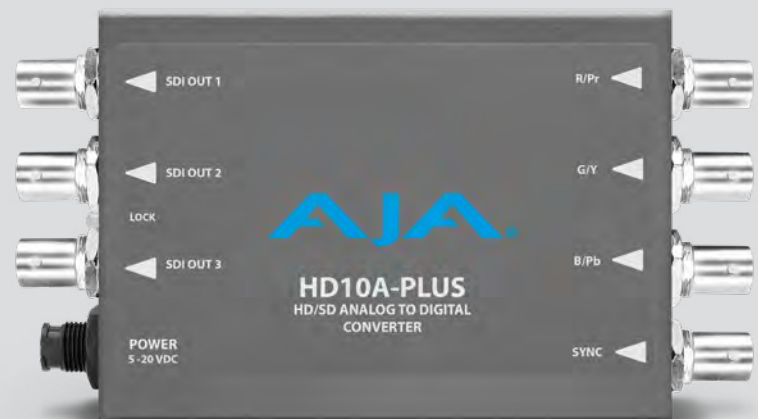 SDI OUT 1
R/Pr
SDI OUT 2
G/Y
LOCK
AJA®
SDI OUT 3
B/Pb
HD10A-PLUS
HD/SD ANALOG TO DIGITAL
CONVERTER
POWER
5-20 VDC
SYNC